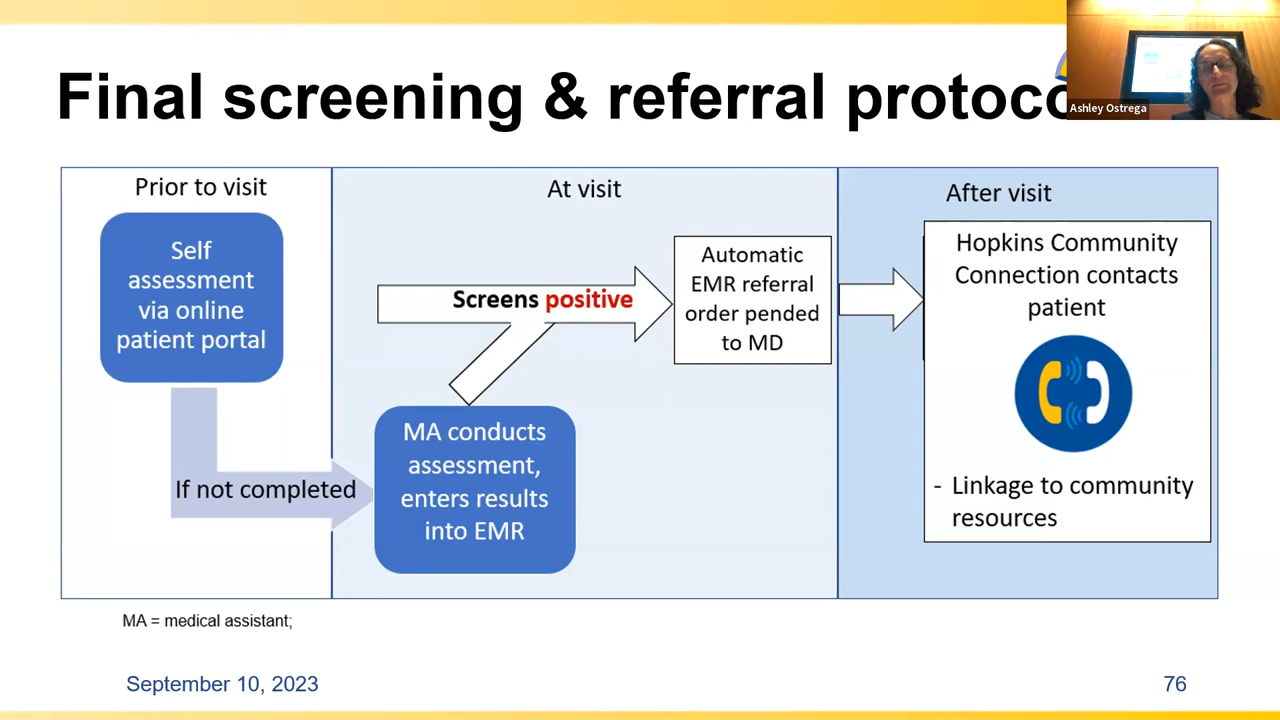 Final screening & referral protoco
Ashley Ostrega
Prior to visit
Self
assessment
via online
patient portal
If not completed
At visit
Screens positive
MA conducts
assessment,
enters results
into EMR
Automatic
EMR referral
order pended
to MD
After visit
Hopkins Community
Connection contacts
patient
- Linkage to community
resources
MA = medical assistant;
September 10, 2023
76